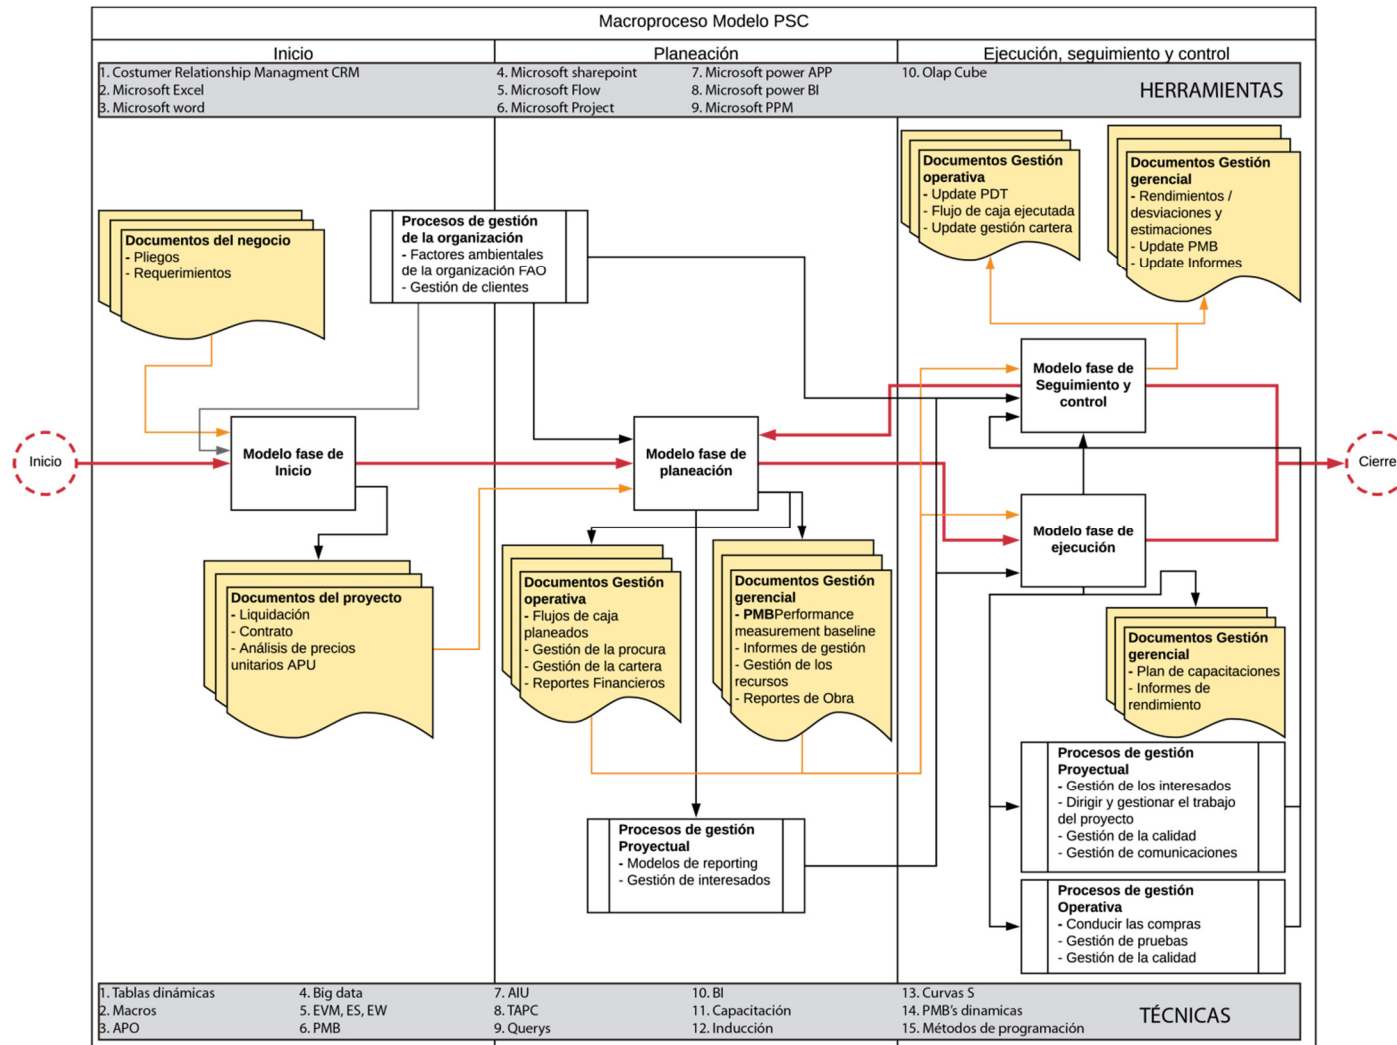 Macroproceso Modelo PSC
Inicio
Planeación
Ejecución, seguimiento y control
1. Costumer Relationship Managment CRM
2. Microsoft Excel
3. Microsoft word
4. Microsoft sharepoint
5. Microsoft Flow
6. Microsoft Project
7. Microsoft power APP
8. Microsoft power BI
9. Microsoft PPM
10. Olap Cube
HERRAMIENTAS
Documentos del negocio
- Pliegos
- Requerimientos
Procesos de gestión
de la organización
- Factores ambientales
de la organización FAO
- Gestión de clientes
Documentos Gestión
operativa
- Update PDT
- Flujo de caja ejecutada
- Update gestión cartera
Documentos Gestión
gerencial
- Rendimientos /
desviaciones y
estimaciones
- Update PMB
- Update Informes
Inicio
Modelo fase de
Inicio
Modelo fase de
planeación
Modelo fase de
Seguimiento y
control
Modelo fase de
ejecución
Cierre
Documentos del proyecto
- Liquidación
- Contrato
- Análisis de precios
unitarios APU
Documentos Gestión
operativa
- Flujos de caja
planeados
- Gestión de la procura
- Gestión de la cartera
- Reportes Financieros
Documentos Gestión
gerencial
- PMBPerformance
measurement baseline
- Informes de gestión
- Gestión de los
recursos
- Reportes de Obra
Documentos Gestión
gerencial
- Plan de capacitaciones
- Informes de
rendimiento
Procesos de gestión
Proyectual
- Modelos de reporting
- Gestión de interesados
Procesos de gestión
Proyectual
- Gestión de los interesados
- Dirigir y gestionar el trabajo
del proyecto
- Gestión de la calidad
- Gestión de comunicaciones
Procesos de gestión
Operativa
- Conducir las compras
- Gestión de pruebas
- Gestión de la calidad
1. Tablas dinámicas
2. Macros
3. APO
4. Big data
5. EVM, ES, EW
6. PMB
7. AIU
8. TAPC
9. Querys
10. BI
11. Capacitación
12. Inducción
13. Curvas S
14. PMB's dinamicas
15. Métodos de programación
TÉCNICAS